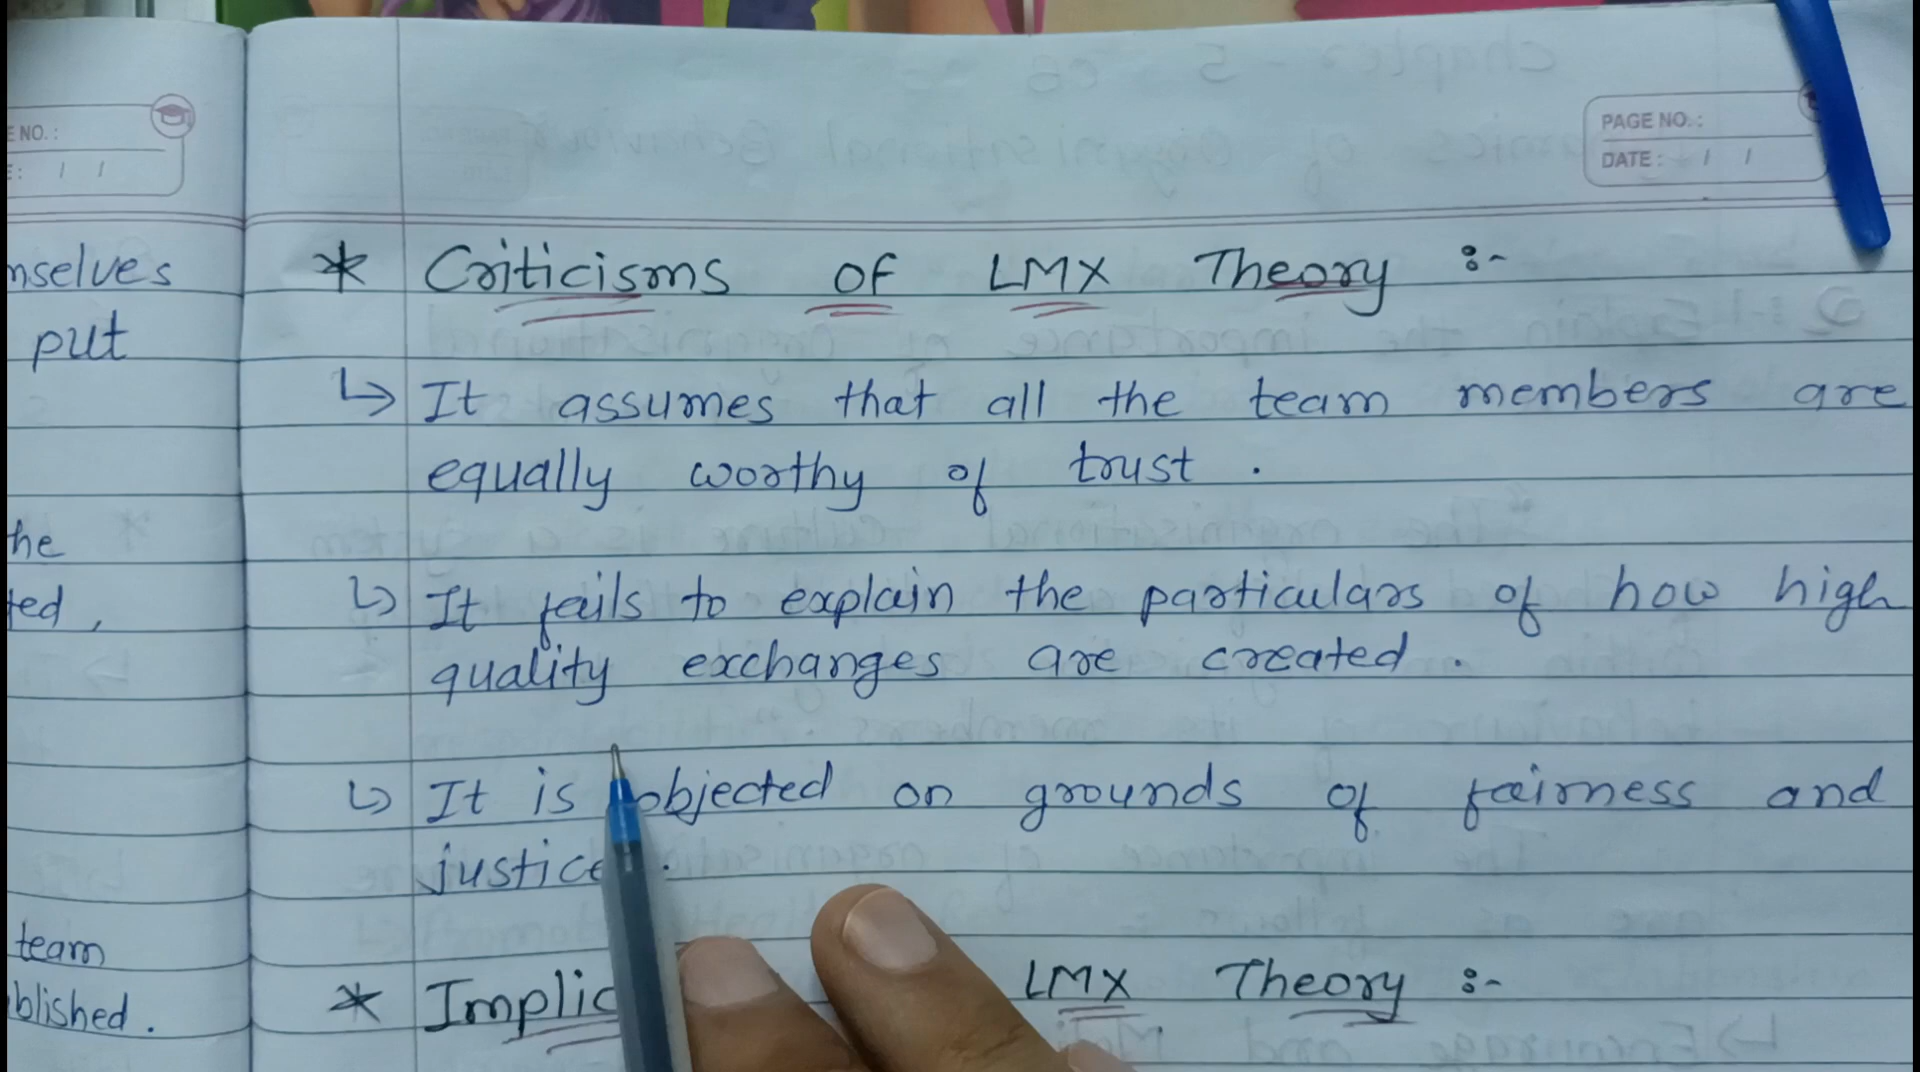 E NO. :
E: / /
nselves
put
he
ted,
team
blished.
PAGE NO. :
DATE : / /
* Criticisms OF LMX Theory :-
↳ It assumes that all the team members are
equally worthy of trust .
↳ It fails to explain the particulars of how high
quality exchanges are created .
↳ It is objected on grounds of fairness and
justice .
* Implic LMX Theory :-